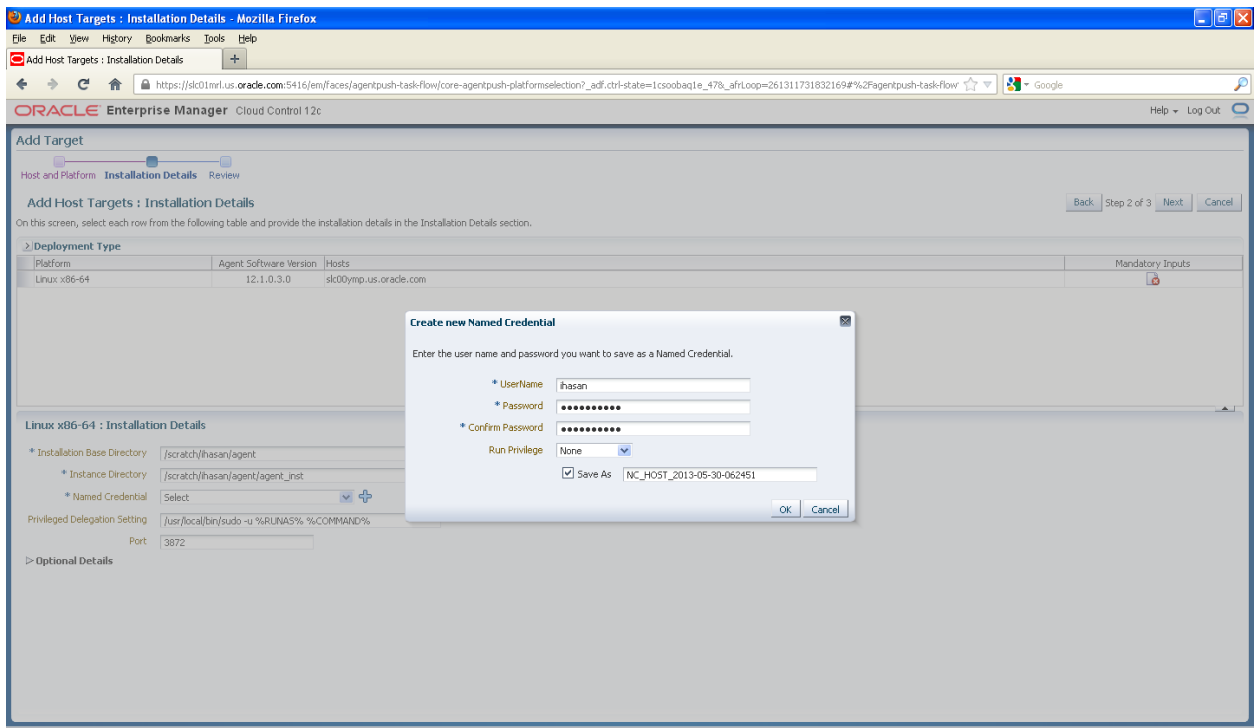 Add Host Targets : Installation Details - Mozilla Firefox
File Edit View History Bookmarks Tools Help
Add Host Targets : Installation Details +
https://slc01mrl.us.oracle.com:5416/em/faces/agentpush-task-flow/core-agentpush-platformselection?_adf.ctrl-state=1csoobaq1e_47&_afrLoop=261311731832169#%2Fagentpush-task-flow Google
ORACLE Enterprise Manager Cloud Control 12c Help Log Out
Add Target
Host and Platform Installation Details Review
Add Host Targets : Installation Details Back Step 2 of 3 Next Cancel
On this screen, select each row from the following table and provide the installation details in the Installation Details section.
Deployment Type
Platform Agent Software Version Hosts Mandatory Inputs
Linux x86-64 12.1.0.3.0 slc00ymp.us.oracle.com
Create new Named Credential
Enter the user name and password you want to save as a Named Credential.
* UserName ihasan
* Password ●●●●●●●●●●
* Confirm Password ●●●●●●●●●●
Run Privilege None
Save As NC_HOST_2013-05-30-062451
OK Cancel
Linux x86-64 : Installation Details
* Installation Base Directory /scratch/ihasan/agent
* Instance Directory /scratch/ihasan/agent/agent_inst
* Named Credential Select
Privileged Delegation Setting /usr/local/bin/sudo -u %RUNAS% %COMMAND%
Port 3872
Optional Details